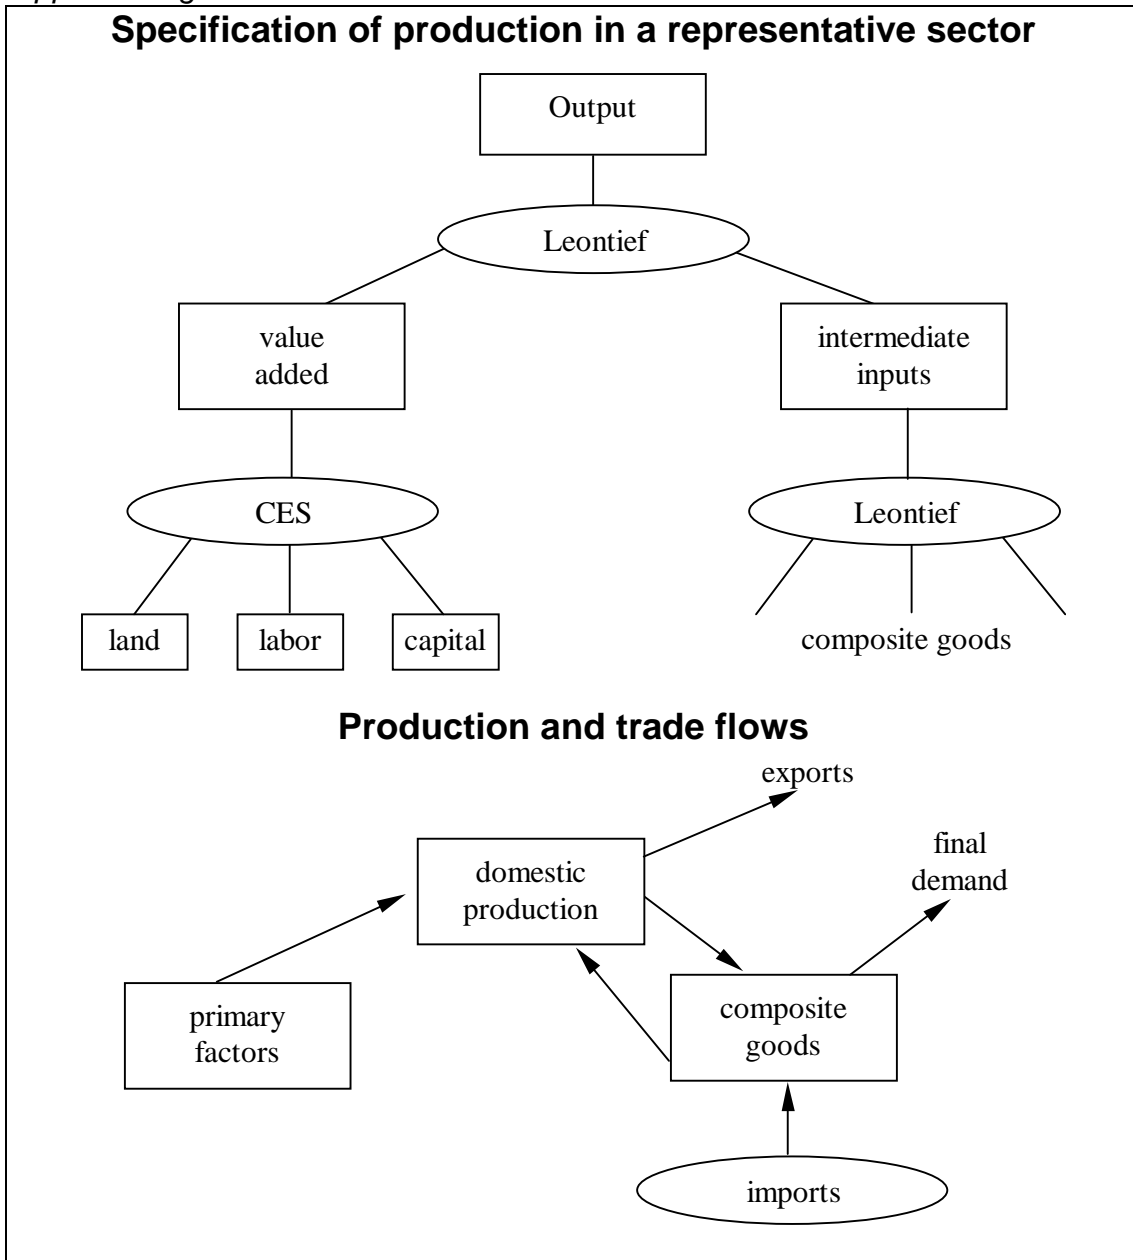 Specification of production in a representative sector
Output
Leontief
value
added
intermediate
inputs
CES
Leontief
land
labor
capital
composite goods
Production and trade flows
exports
final
demand
domestic
production
primary
factors
composite
goods
imports